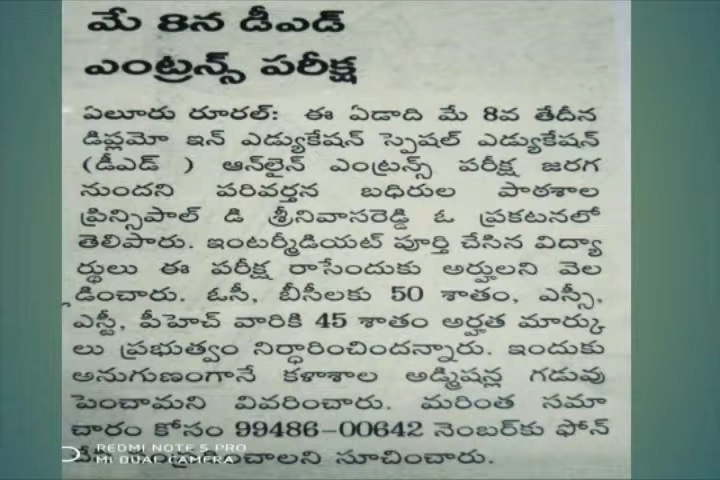 మే 8న డీఎడ్
ఎంట్రన్స్ పరీక్ష
ఏలూరు రూరల్: ఈ ఏడాది మే 8వ తేదీన
డిప్లమో ఇన్ ఎడ్యుకేషన్ స్పెషల్ ఎడ్యుకేషన్
(డీఎడ్ ) ఆన్‌లైన్ ఎంట్రన్స్ పరీక్ష జరగ
నుందని పరివర్తన బధిరుల పాఠశాల
ప్రిన్సిపాల్ డి శ్రీనివాసరెడ్డి ఓ ప్రకటనలో
తెలిపారు. ఇంటర్మీడియట్ పూర్తి చేసిన విద్యా
ర్థులు ఈ పరీక్ష రాసేందుకు అర్హులని వెల
డించారు. ఓసీ, బీసీలకు 50 శాతం, ఎస్సీ,
ఎస్టీ, పీహెచ్ వారికి 45 శాతం అర్హత మార్కు
లు ప్రభుత్వం నిర్ధారించిందన్నారు. ఇందుకు
అనుగుణంగానే కళాశాల అడ్మిషన్ల గడువు
పెంచామని వివరించారు. మరింత సమా
చారం కోసం 99486-00642 నెంబర్‌కు ఫోన్
సూచించారు.
REDMI NOTE 5 PRO
MI DUAL CAMERA